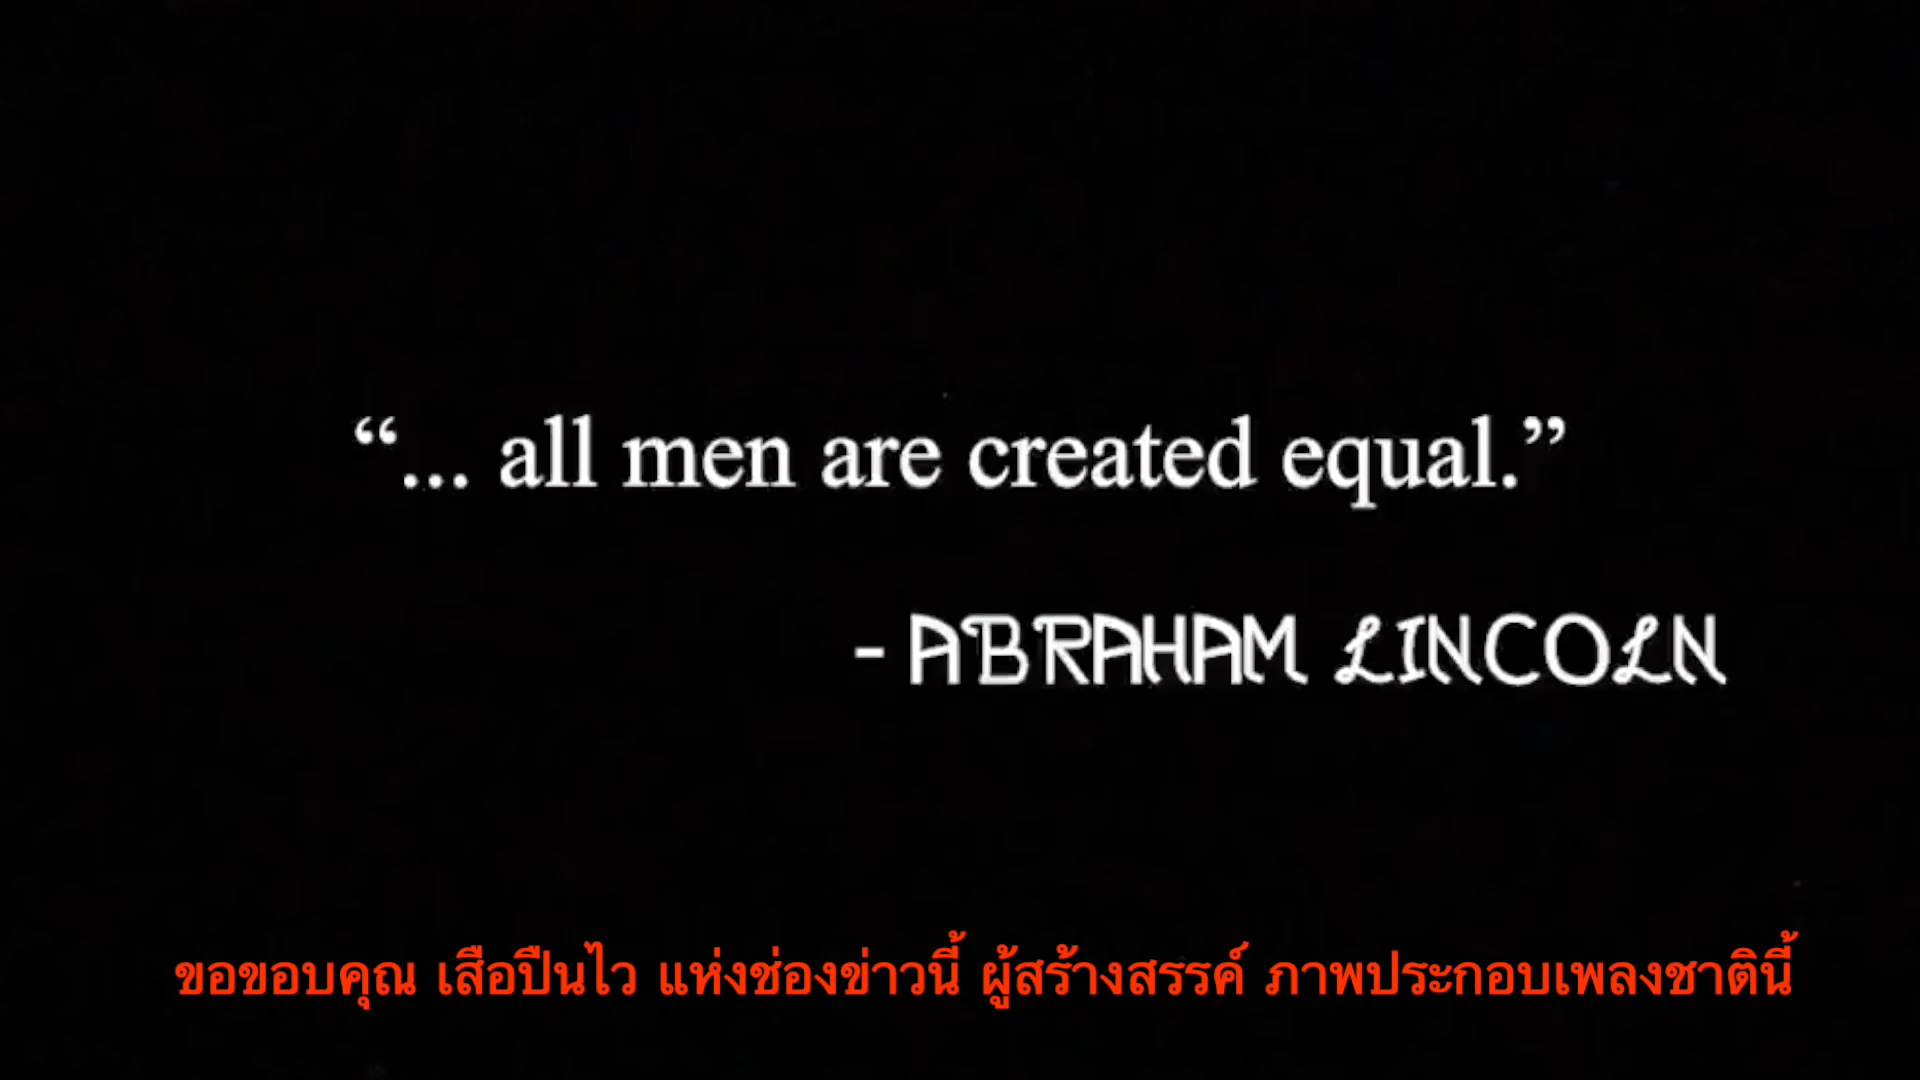 “... all men are created equal.”
- ABRAHAM LINCOLN
ขอขอบคุณ เสือปืนไว แห่งช่องข่าวนี้ ผู้สร้างสรรค์ ภาพประกอบเพลงชาตินี้